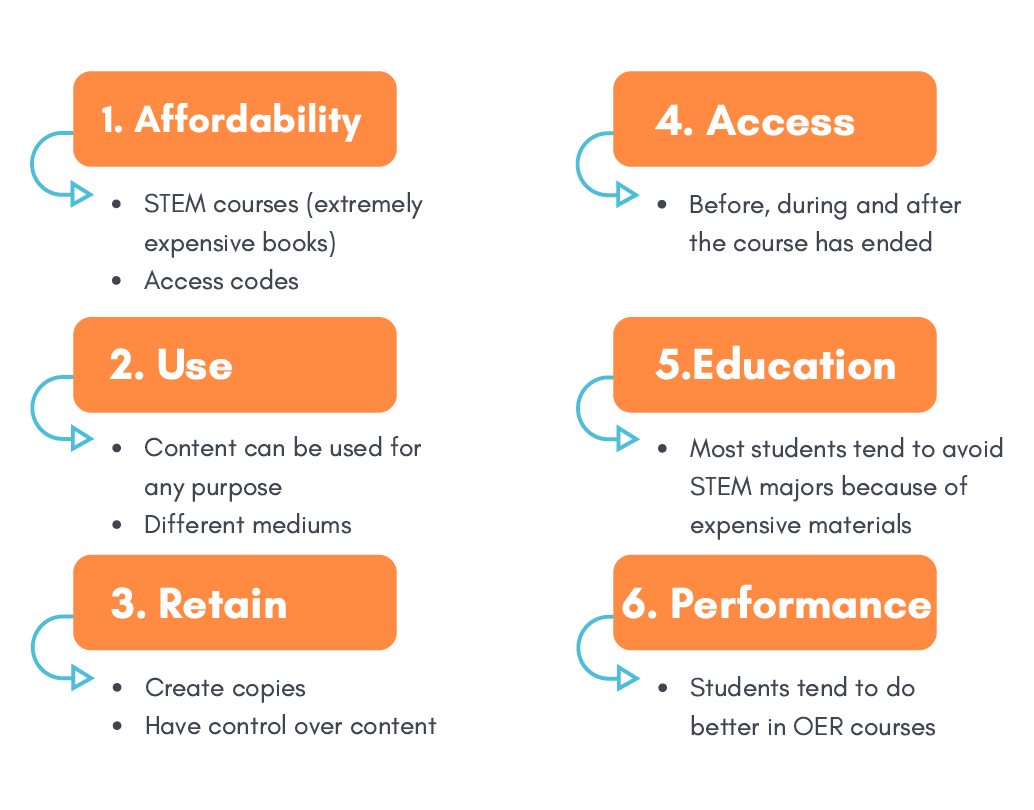 1. Affordability
• STEM courses (extremely
expensive books)
• Access codes
2. Use
• Content can be used for
any purpose
• Different mediums
3. Retain
• Create copies
• Have control over content
4. Access
• Before, during and after
the course has ended
5.Education
• Most students tend to avoid
STEM majors because of
expensive materials
6. Performance
• Students tend to do
better in OER courses